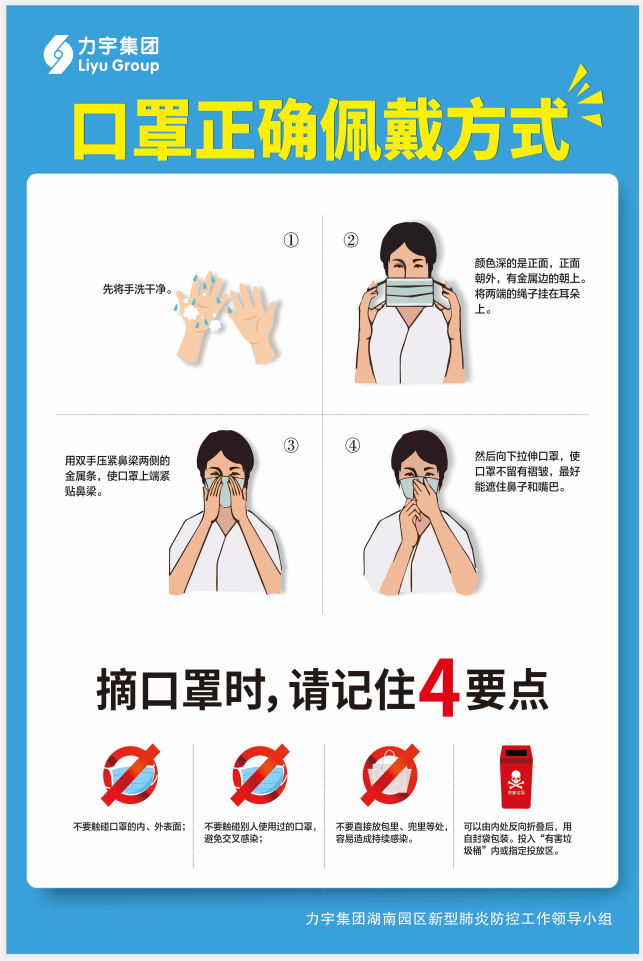 力宇集团
Liyu Group
口罩正确佩戴方式
①
先将手洗干净。
②
颜色深的是正面，正面
朝外，有金属边的朝上。
将两端的绳子挂在耳朵
上。
③
用双手压紧鼻梁两侧的
金属条，使口罩上端紧
贴鼻梁。
④
然后向下拉伸口罩，使
口罩不留有褶皱，最好
能遮住鼻子和嘴巴。
摘口罩时，请记住4要点
不要触碰口罩的内、外表面；
不要触碰别人使用过的口罩，
避免交叉感染；
不要直接放包里、兜里等处，
容易造成持续感染。
有害垃圾
可以由内处反向折叠后，用
自封袋包装。投入“有害垃
圾桶”内或指定投放区。
力宇集团湖南园区新型肺炎防控工作领导小组